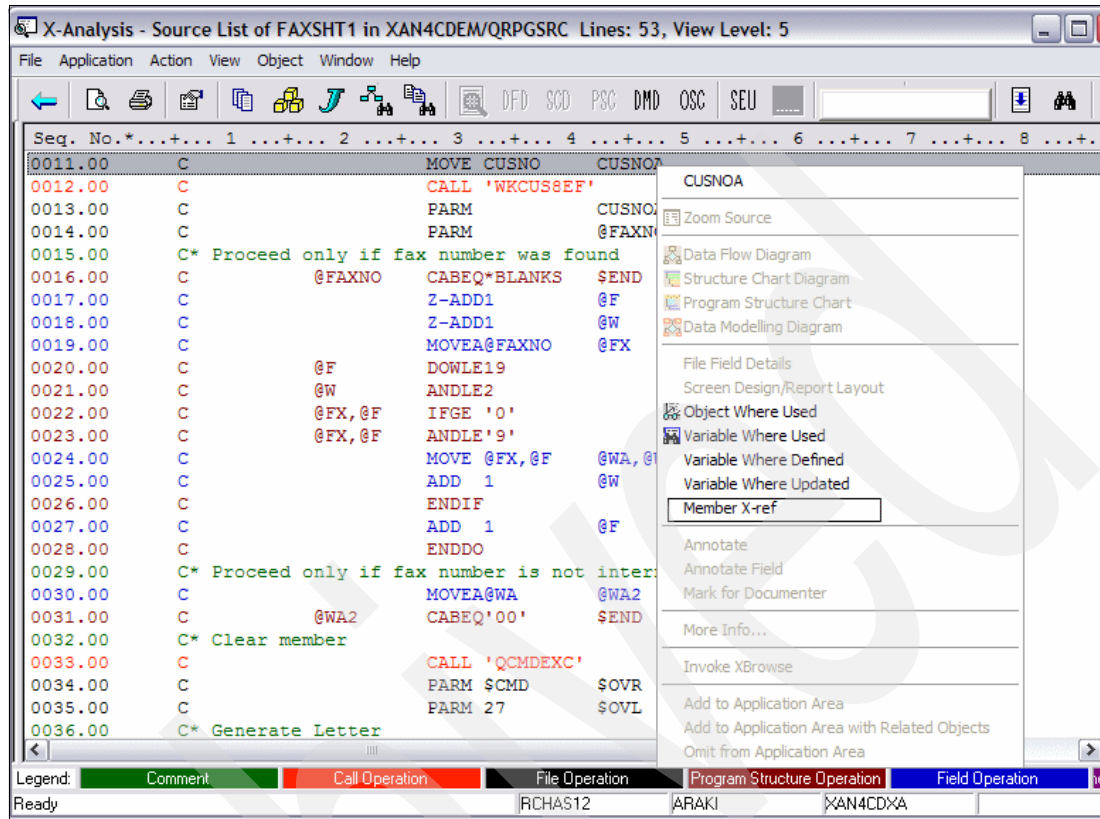 X-Analysis - Source List of FAXSHT1 in XAN4CDEM/QRPGSRC Lines: 53, View Level: 5
File Application Action View Object Window Help
DFD SCD PSC DMD OSC SEU
Seq. No.*...+... 1 ...+... 2 ...+... 3 ...+... 4 ...+... 5 ...+... 6 ...+... 7 ...+... 8 ...+.
0011.00 C MOVE CUSNO CUSNOA
0012.00 C CALL 'WKCUS8EF'
0013.00 C PARM CUSNO
0014.00 C PARM @FAXN
0015.00 C* Proceed only if fax number was found
0016.00 C @FAXNO CABEQ*BLANKS $END
0017.00 C Z-ADD1 @F
0018.00 C Z-ADD1 @W
0019.00 C MOVEA@FAXNO @FX
0020.00 C @F DOWLE19
0021.00 C @W ANDLE2
0022.00 C @FX,@F IFGE '0'
0023.00 C @FX,@F ANDLE'9'
0024.00 C MOVE @FX,@F @WA,@
0025.00 C ADD 1 @W
0026.00 C ENDIF
0027.00 C ADD 1 @F
0028.00 C ENDDO
0029.00 C* Proceed only if fax number is not inter
0030.00 C MOVEA@WA @WA2
0031.00 C @WA2 CABEQ'00' $END
0032.00 C* Clear member
0033.00 C CALL 'QCMDEXC'
0034.00 C PARM $CMD $OVR
0035.00 C PARM 27 $OVL
0036.00 C* Generate Letter
CUSNOA
Zoom Source
Data Flow Diagram
Structure Chart Diagram
Program Structure Chart
Data Modelling Diagram
File Field Details
Screen Design/Report Layout
Object Where Used
Variable Where Used
Variable Where Defined
Variable Where Updated
Member X-ref
Annotate
Annotate Field
Mark for Documenter
More Info...
Invoke XBrowse
Add to Application Area
Add to Application Area with Related Objects
Omit from Application Area
Legend: Comment Call Operation File Operation Program Structure Operation Field Operation
Ready RCHAS12 ARAKI XAN4CDXA